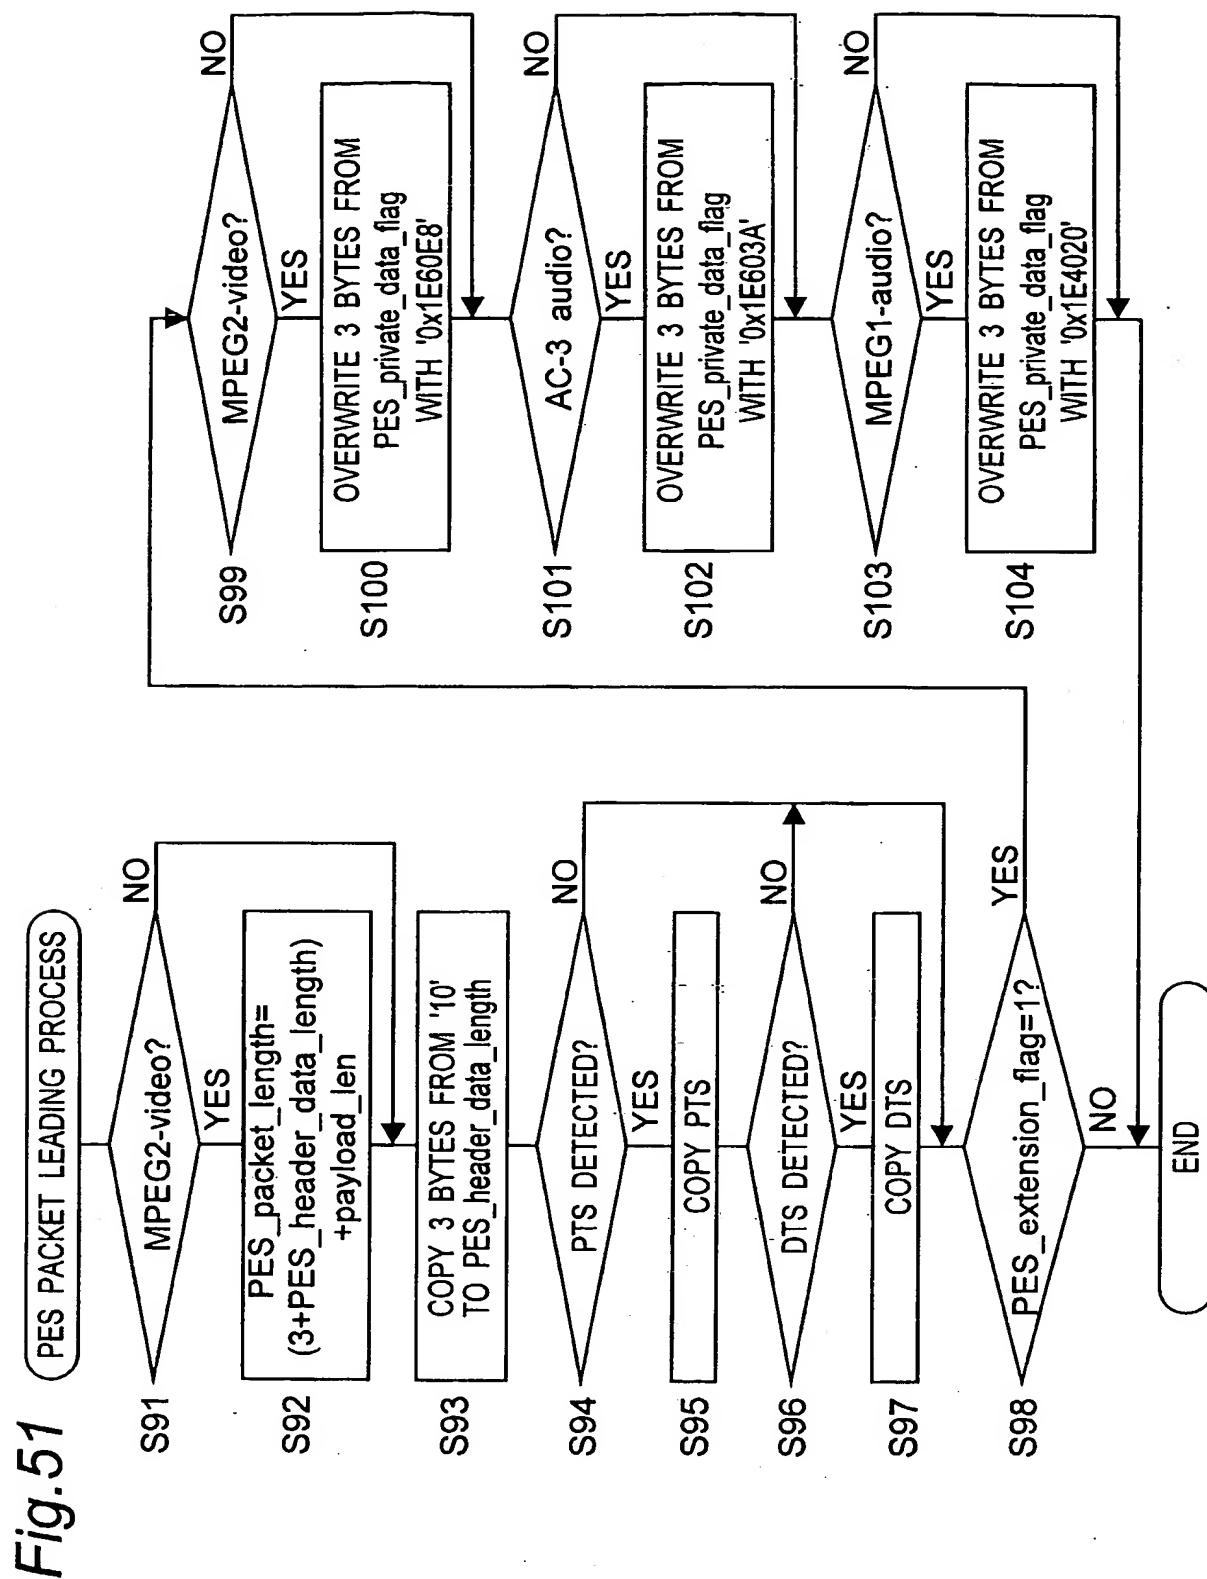 Fig.51
PES PACKET LEADING PROCESS
S91
MPEG2-video?
NO
YES
S92
PES_packet_length=
(3+PES_header_data_length)
+payload_len
S93
COPY 3 BYTES FROM '10'
TO PES_header_data_length
S94
PTS DETECTED?
NO
YES
S95
COPY PTS
S96
DTS DETECTED?
NO
YES
S97
COPY DTS
S98
PES_extension_flag=1?
YES
NO
END
S99
MPEG2-video?
NO
YES
S100
OVERWRITE 3 BYTES FROM
PES_private_data_flag
WITH '0x1E60E8'
S101
AC-3 audio?
NO
YES
S102
OVERWRITE 3 BYTES FROM
PES_private_data_flag
WITH '0x1E603A'
S103
MPEG1-audio?
NO
YES
S104
OVERWRITE 3 BYTES FROM
PES_private_data_flag
WITH '0x1E4020'